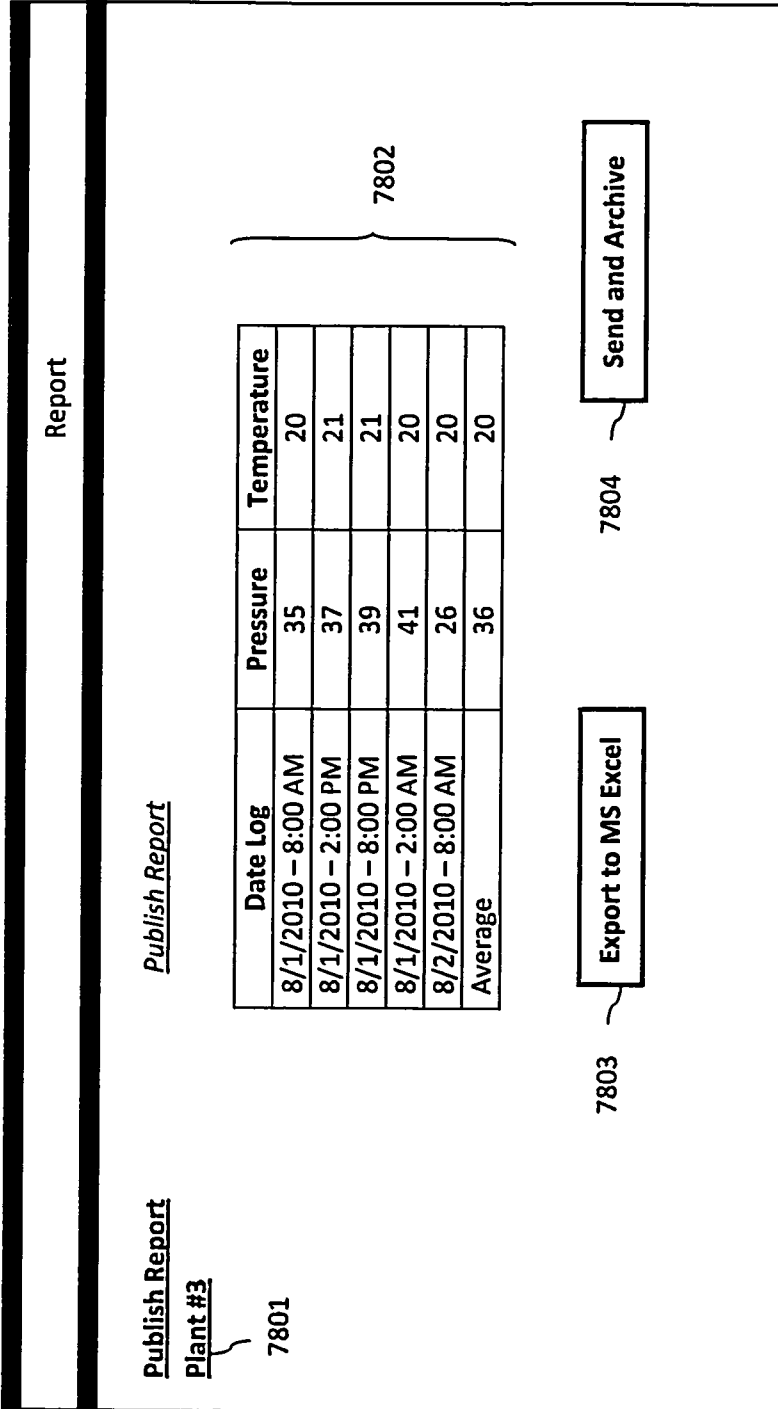 Report
Publish Report
Plant #3
7801
Publish Report
Date Log Pressure Temperature
8/1/2010 – 8:00 AM 35 20
8/1/2010 – 2:00 PM 37 21
8/1/2010 – 8:00 PM 39 21
8/1/2010 – 2:00 AM 41 20
8/2/2010 – 8:00 AM 26 20
Average 36 20
7802
7803
Export to MS Excel
7804
Send and Archive